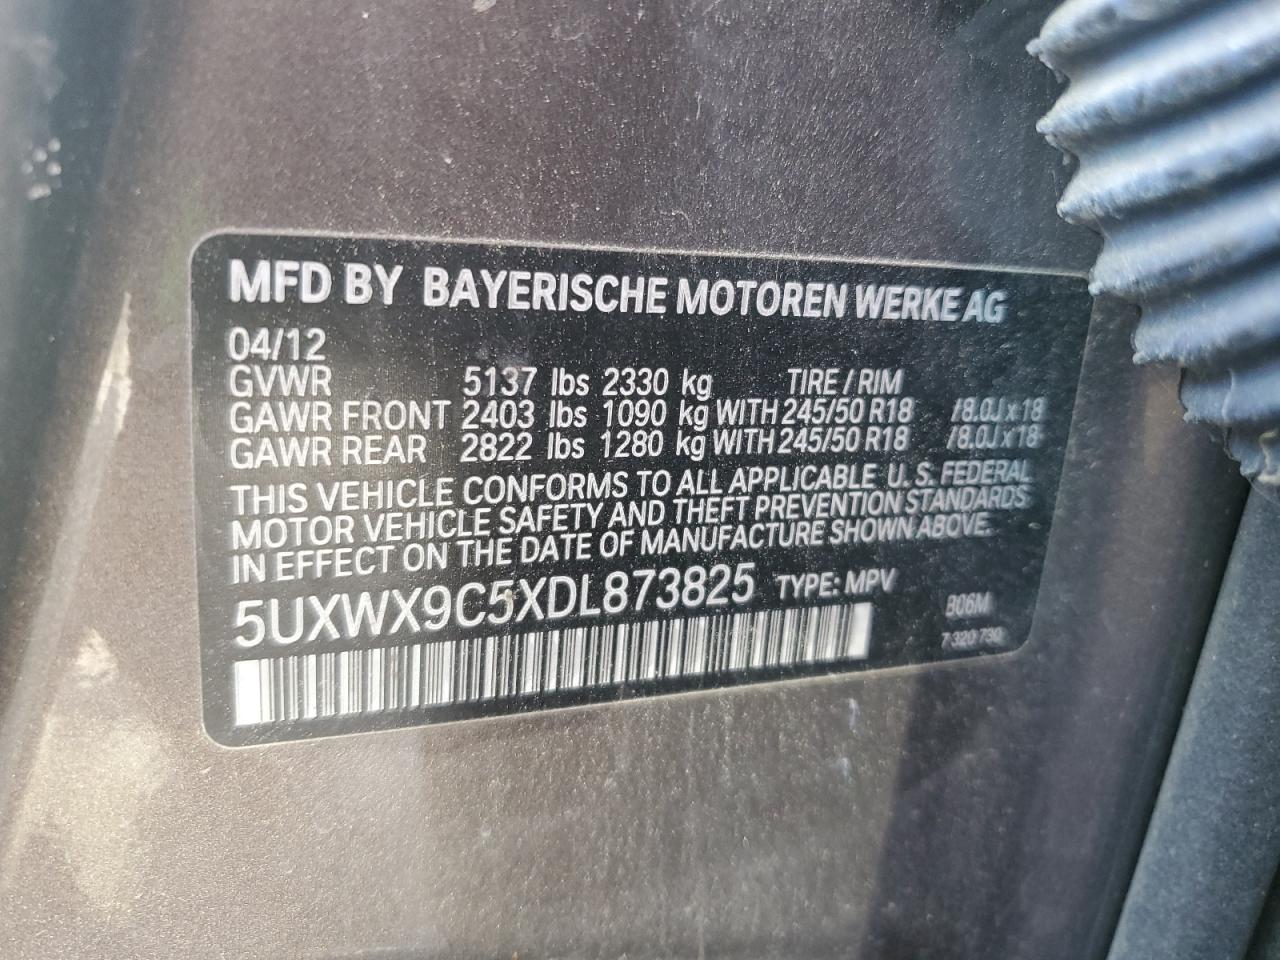 MFD BY BAYERISCHE MOTOREN WERKE AG
04/12
GVWR 5137 lbs 2330 kg TIRE / RIM
GAWR FRONT 2403 lbs 1090 kg WITH 245/50 R18 /8.0J x 18
GAWR REAR 2822 lbs 1280 kg WITH 245/50 R18 /8.0J x 18
THIS VEHICLE CONFORMS TO ALL APPLICABLE U. S. FEDERAL
MOTOR VEHICLE SAFETY AND THEFT PREVENTION STANDARDS
IN EFFECT ON THE DATE OF MANUFACTURE SHOWN ABOVE.
5UXWX9C5XDL873825 TYPE: MPV
B06M
7 320 730